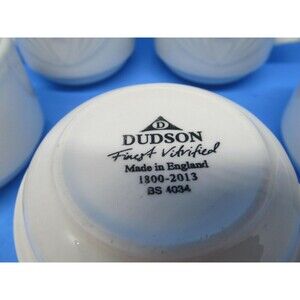 D
DUDSON
Finest Vitrified
Made in England
1800-2013
BS 4034